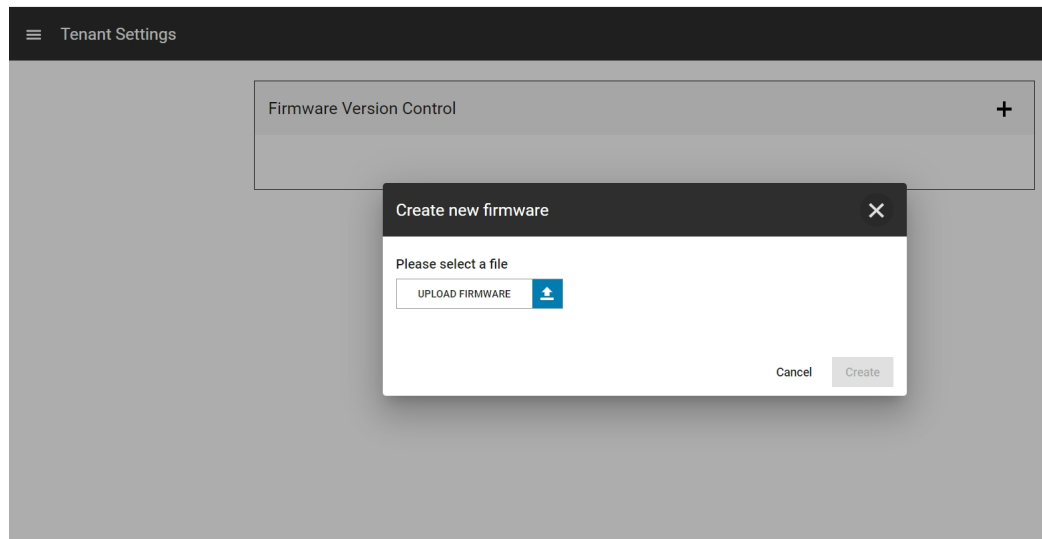 Tenant Settings
Firmware Version Control
Create new firmware
Please select a file
UPLOAD FIRMWARE
Cancel Create